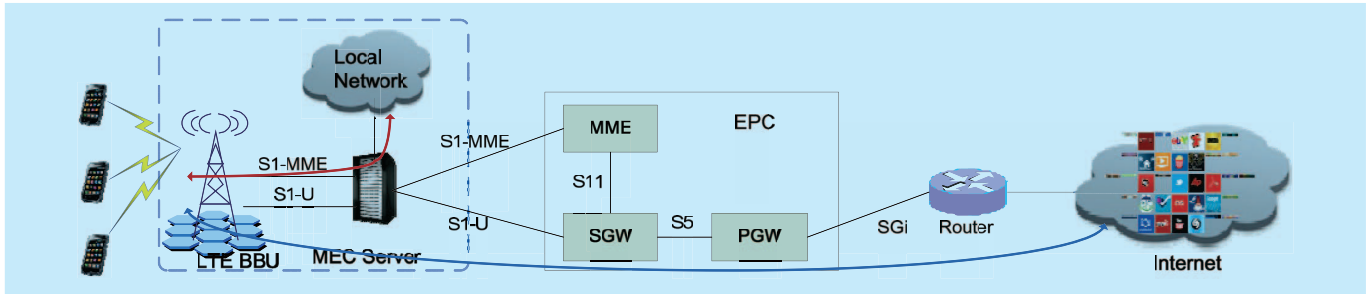 Local
Network
S1-MME
S1-U
LTE BBU
MEC Server
S1-MME
S1-U
MME
EPC
S11
SGW
S5
PGW
SGi
Router
Internet